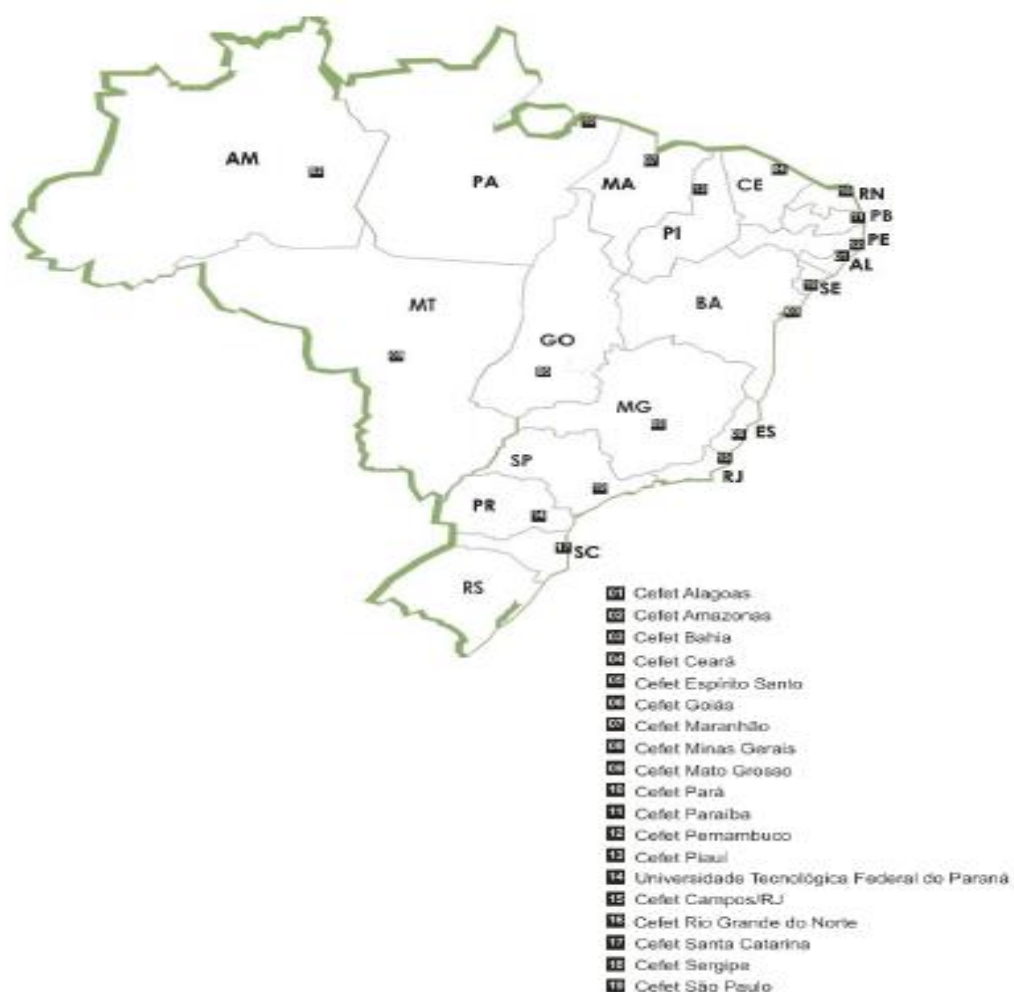 AM
PA
MA
CE
RN
PB
PI
PE
AL
SE
MT
BA
GO
MG
ES
SP
RJ
PR
SC
RS
01 Cefet Alagoas
02 Cefet Amazonas
03 Cefet Bahia
04 Cefet Ceará
05 Cefet Espírito Santo
06 Cefet Goiás
07 Cefet Maranhão
08 Cefet Minas Gerais
09 Cefet Mato Grosso
10 Cefet Pará
11 Cefet Paraíba
12 Cefet Pernambuco
13 Cefet Piauí
14 Universidade Tecnológica Federal do Paraná
15 Cefet Campos/RJ
16 Cefet Rio Grande do Norte
17 Cefet Santa Catarina
18 Cefet Sergipe
19 Cefet São Paulo